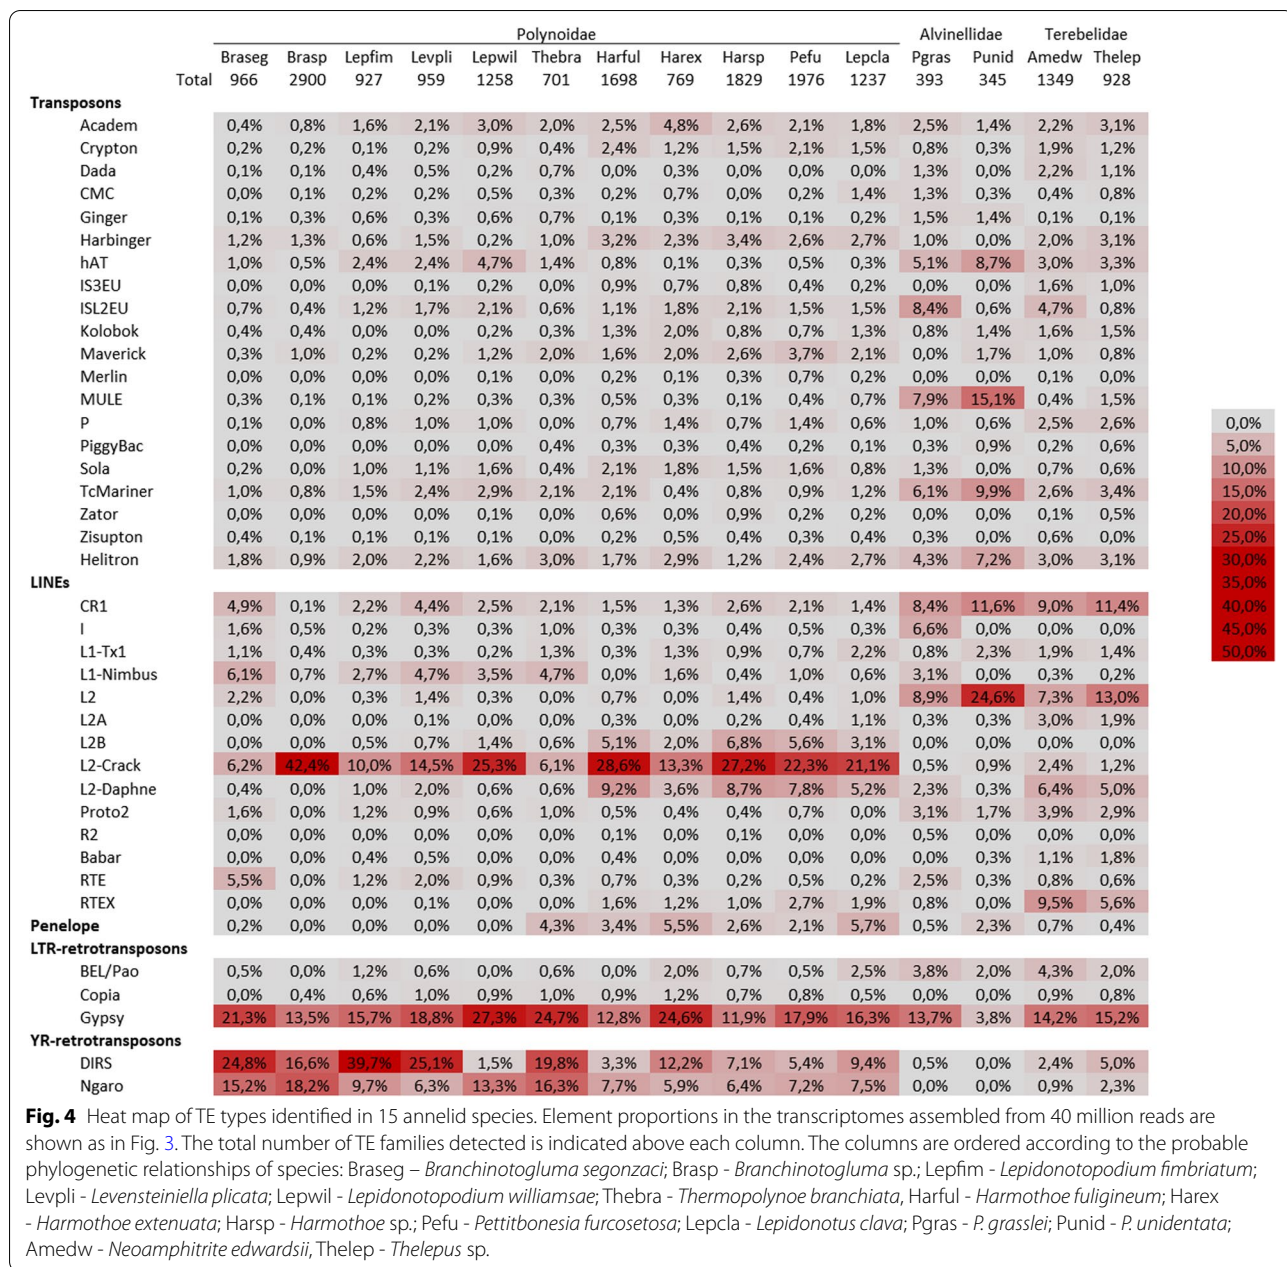 Polynoidae Alvinellidae Terebelidae
Braseg Brasp Lepfim Levpli Lepwil Thebra Harful Harex Harsp Pefu Lepcla Pgras Punid Amedw Thelep
Total 966 2900 927 959 1258 701 1698 769 1829 1976 1237 393 345 1349 928
Transposons
Academ 0,4% 0,8% 1,6% 2,1% 3,0% 2,0% 2,5% 4,8% 2,6% 2,1% 1,8% 2,5% 1,4% 2,2% 3,1%
Crypton 0,2% 0,2% 0,1% 0,2% 0,9% 0,4% 2,4% 1,2% 1,5% 2,1% 1,5% 0,8% 0,3% 1,9% 1,2%
Dada 0,1% 0,1% 0,4% 0,5% 0,2% 0,7% 0,0% 0,3% 0,0% 0,0% 0,0% 1,3% 0,0% 2,2% 1,1%
CMC 0,0% 0,1% 0,2% 0,2% 0,5% 0,3% 0,2% 0,7% 0,0% 0,2% 1,4% 1,3% 0,3% 0,4% 0,8%
Ginger 0,1% 0,3% 0,6% 0,3% 0,6% 0,7% 0,1% 0,3% 0,1% 0,1% 0,2% 1,5% 1,4% 0,1% 0,1%
Harbinger 1,2% 1,3% 0,6% 1,5% 0,2% 1,0% 3,2% 2,3% 3,4% 2,6% 2,7% 1,0% 0,0% 2,0% 3,1%
hAT 1,0% 0,5% 2,4% 2,4% 4,7% 1,4% 0,8% 0,1% 0,3% 0,5% 0,3% 5,1% 8,7% 3,0% 3,3%
IS3EU 0,0% 0,0% 0,0% 0,1% 0,2% 0,0% 0,9% 0,7% 0,8% 0,4% 0,2% 0,0% 0,0% 1,6% 1,0%
ISL2EU 0,7% 0,4% 1,2% 1,7% 2,1% 0,6% 1,1% 1,8% 2,1% 1,5% 1,5% 8,4% 0,6% 4,7% 0,8%
Kolobok 0,4% 0,4% 0,0% 0,0% 0,2% 0,3% 1,3% 2,0% 0,8% 0,7% 1,3% 0,8% 1,4% 1,6% 1,5%
Maverick 0,3% 1,0% 0,2% 0,2% 1,2% 2,0% 1,6% 2,0% 2,6% 3,7% 2,1% 0,0% 1,7% 1,0% 0,8%
Merlin 0,0% 0,0% 0,0% 0,0% 0,1% 0,0% 0,2% 0,1% 0,3% 0,7% 0,2% 0,0% 0,0% 0,1% 0,0%
MULE 0,3% 0,1% 0,1% 0,2% 0,3% 0,3% 0,5% 0,3% 0,1% 0,4% 0,7% 7,9% 15,1% 0,4% 1,5%
P 0,1% 0,0% 0,8% 1,0% 1,0% 0,0% 0,7% 1,4% 0,7% 1,4% 0,6% 1,0% 0,6% 2,5% 2,6%
PiggyBac 0,0% 0,0% 0,0% 0,0% 0,0% 0,4% 0,3% 0,3% 0,4% 0,2% 0,1% 0,3% 0,9% 0,2% 0,6%
Sola 0,2% 0,0% 1,0% 1,1% 1,6% 0,4% 2,1% 1,8% 1,5% 1,6% 0,8% 1,3% 0,0% 0,7% 0,6%
TcMariner 1,0% 0,8% 1,5% 2,4% 2,9% 2,1% 2,1% 0,4% 0,8% 0,9% 1,2% 6,1% 9,9% 2,6% 3,4%
Zator 0,0% 0,0% 0,0% 0,0% 0,1% 0,0% 0,6% 0,0% 0,9% 0,2% 0,2% 0,0% 0,0% 0,1% 0,5%
Zisupton 0,4% 0,1% 0,1% 0,1% 0,1% 0,0% 0,2% 0,5% 0,4% 0,3% 0,4% 0,3% 0,0% 0,6% 0,0%
Helitron 1,8% 0,9% 2,0% 2,2% 1,6% 3,0% 1,7% 2,9% 1,2% 2,4% 2,7% 4,3% 7,2% 3,0% 3,1%
LINEs
CR1 4,9% 0,1% 2,2% 4,4% 2,5% 2,1% 1,5% 1,3% 2,6% 2,1% 1,4% 8,4% 11,6% 9,0% 11,4%
I 1,6% 0,5% 0,2% 0,3% 0,3% 1,0% 0,3% 0,3% 0,4% 0,5% 0,3% 6,6% 0,0% 0,0% 0,0%
L1-Tx1 1,1% 0,4% 0,3% 0,3% 0,2% 1,3% 0,3% 1,3% 0,9% 0,7% 2,2% 0,8% 2,3% 1,9% 1,4%
L1-Nimbus 6,1% 0,7% 2,7% 4,7% 3,5% 4,7% 0,0% 1,6% 0,4% 1,0% 0,6% 3,1% 0,0% 0,3% 0,2%
L2 2,2% 0,0% 0,3% 1,4% 0,3% 0,0% 0,7% 0,0% 1,4% 0,4% 1,0% 8,9% 24,6% 7,3% 13,0%
L2A 0,0% 0,0% 0,0% 0,1% 0,0% 0,0% 0,3% 0,0% 0,2% 0,4% 1,1% 0,3% 0,3% 3,0% 1,9%
L2B 0,0% 0,0% 0,5% 0,7% 1,4% 0,6% 5,1% 2,0% 6,8% 5,6% 3,1% 0,0% 0,0% 0,0% 0,0%
L2-Crack 6,2% 42,4% 10,0% 14,5% 25,3% 6,1% 28,6% 13,3% 27,2% 22,3% 21,1% 0,5% 0,9% 2,4% 1,2%
L2-Daphne 0,4% 0,0% 1,0% 2,0% 0,6% 0,6% 9,2% 3,6% 8,7% 7,8% 5,2% 2,3% 0,3% 6,4% 5,0%
Proto2 1,6% 0,0% 1,2% 0,9% 0,6% 1,0% 0,5% 0,4% 0,4% 0,7% 0,0% 3,1% 1,7% 3,9% 2,9%
R2 0,0% 0,0% 0,0% 0,0% 0,0% 0,0% 0,1% 0,0% 0,1% 0,0% 0,0% 0,5% 0,0% 0,0% 0,0%
Babar 0,0% 0,0% 0,4% 0,5% 0,0% 0,0% 0,4% 0,0% 0,0% 0,0% 0,0% 0,0% 0,3% 1,1% 1,8%
RTE 5,5% 0,0% 1,2% 2,0% 0,9% 0,3% 0,7% 0,3% 0,2% 0,5% 0,2% 2,5% 0,3% 0,8% 0,6%
RTEX 0,0% 0,0% 0,0% 0,1% 0,0% 0,0% 1,6% 1,2% 1,0% 2,7% 1,9% 0,8% 0,0% 9,5% 5,6%
Penelope 0,2% 0,0% 0,0% 0,0% 0,0% 4,3% 3,4% 5,5% 2,6% 2,1% 5,7% 0,5% 2,3% 0,7% 0,4%
LTR-retrotransposons
BEL/Pao 0,5% 0,0% 1,2% 0,6% 0,0% 0,6% 0,0% 2,0% 0,7% 0,5% 2,5% 3,8% 2,0% 4,3% 2,0%
Copia 0,0% 0,4% 0,6% 1,0% 0,9% 1,0% 0,9% 1,2% 0,7% 0,8% 0,5% 0,0% 0,0% 0,9% 0,8%
Gypsy 21,3% 13,5% 15,7% 18,8% 27,3% 24,7% 12,8% 24,6% 11,9% 17,9% 16,3% 13,7% 3,8% 14,2% 15,2%
YR-retrotransposons
DIRS 24,8% 16,6% 39,7% 25,1% 1,5% 19,8% 3,3% 12,2% 7,1% 5,4% 9,4% 0,5% 0,0% 2,4% 5,0%
Ngaro 15,2% 18,2% 9,7% 6,3% 13,3% 16,3% 7,7% 5,9% 6,4% 7,2% 7,5% 0,0% 0,0% 0,9% 2,3%
0,0%
5,0%
10,0%
15,0%
20,0%
25,0%
30,0%
35,0%
40,0%
45,0%
50,0%
Fig. 4 Heat map of TE types identified in 15 annelid species. Element proportions in the transcriptomes assembled from 40 million reads are
shown as in Fig. 3. The total number of TE families detected is indicated above each column. The columns are ordered according to the probable
phylogenetic relationships of species: Braseg – Branchinotogluma segonzaci; Brasp - Branchinotogluma sp.; Lepfim - Lepidonotopodium fimbriatum;
Levpli - Levensteiniella plicata; Lepwil - Lepidonotopodium williamsae; Thebra - Thermopolynoe branchiata, Harful - Harmothoe fuligineum; Harex
- Harmothoe extenuata; Harsp - Harmothoe sp.; Pefu - Pettitbonesia furcosetosa; Lepcla - Lepidonotus clava; Pgras - P. grasslei; Punid - P. unidentata;
Amedw - Neoamphitrite edwardsii, Thelep - Thelepus sp.